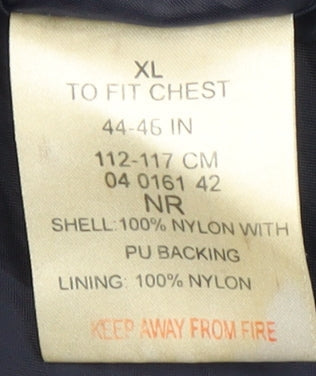 XL
TO FIT CHEST
44-46 IN
112-117 CM
04 0161 42
NR
SHELL:100% NYLON WITH
PU BACKING
LINING: 100% NYLON
KEEP AWAY FROM FIRE